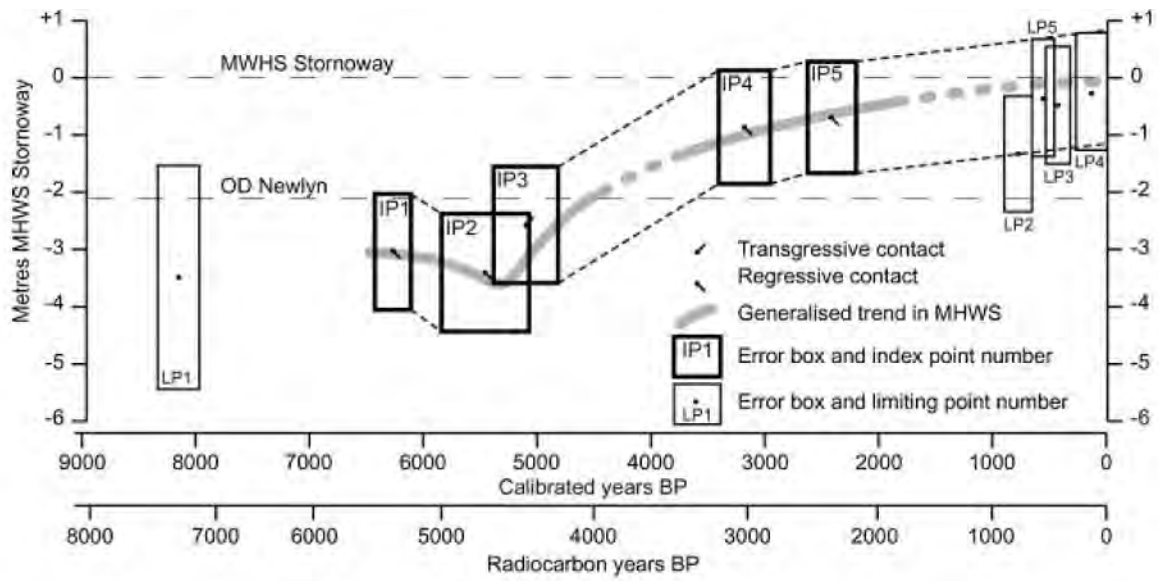 +1
0
-1
-2
-3
-4
-5
-6
Metres MHWS Stornoway
+1
0
-1
-2
-3
-4
-5
-6
MWHS Stornoway
OD Newlyn
LP1
IP1
IP2
IP3
IP4
IP5
LP5
LP2
LP3
LP4
Transgressive contact
Regressive contact
Generalised trend in MHWS
IP1 Error box and index point number
LP1 Error box and limiting point number
9000 8000 7000 6000 5000 4000 3000 2000 1000 0
Calibrated years BP
8000 7000 6000 5000 4000 3000 2000 1000 0
Radiocarbon years BP